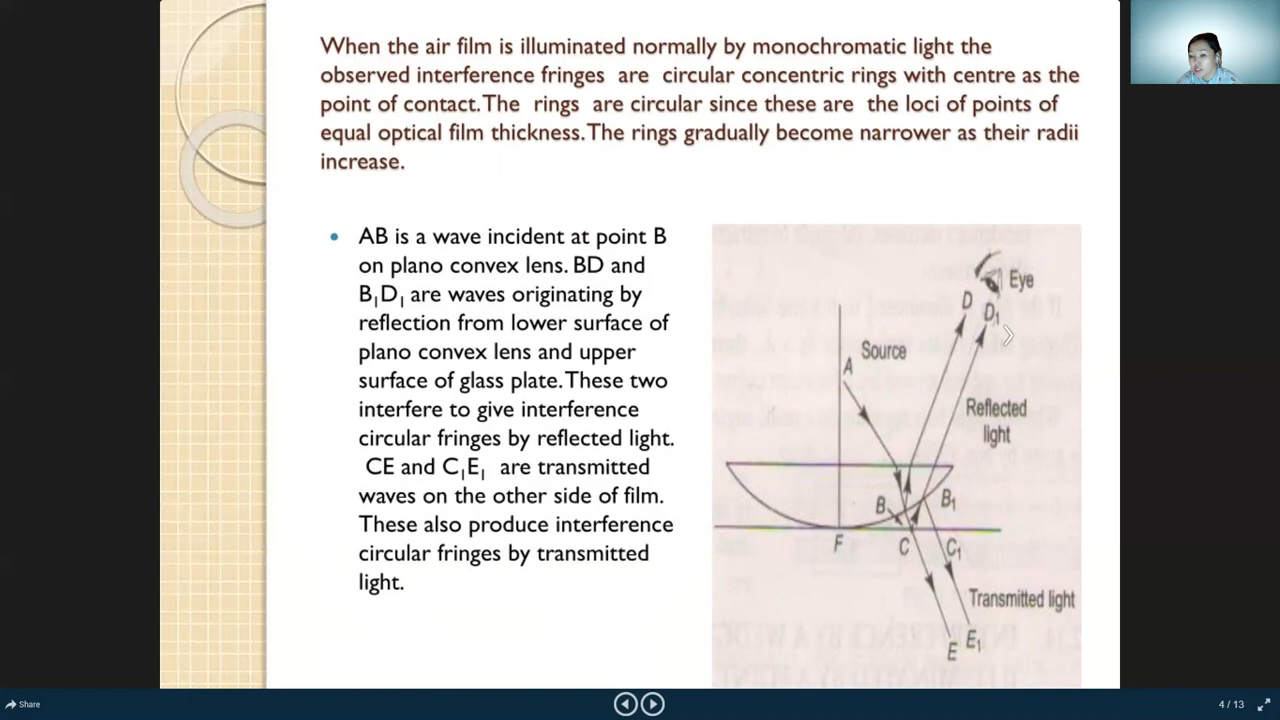 When the air film is illuminated normally by monochromatic light the
observed interference fringes are circular concentric rings with centre as the
point of contact. The rings are circular since these are the loci of points of
equal optical film thickness. The rings gradually become narrower as their radii
increase.
• AB is a wave incident at point B
on plano convex lens. BD and
B₁D₁ are waves originating by
reflection from lower surface of
plano convex lens and upper
surface of glass plate. These two
interfere to give interference
circular fringes by reflected light.
CE and C₁E₁ are transmitted
waves on the other side of film.
These also produce interference
circular fringes by transmitted
light.
Eye
D
D₁
Source
A
Reflected
light
B
B₁
F
C
C₁
Transmitted light
E
E₁
Share
4 / 13